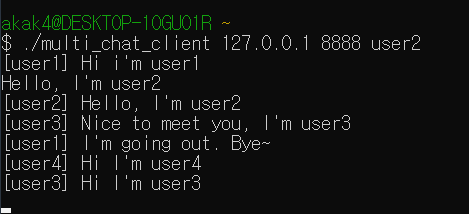 akak4@DESKTOP-10GU01R ~
$ ./multi_chat_client 127.0.0.1 8888 user2
[user1] Hi i'm user1
Hello, I'm user2
[user2] Hello, I'm user2
[user3] Nice to meet you, I'm user3
[user1] I'm going out. Bye~
[user4] Hi I'm user4
[user3] Hi I'm user3